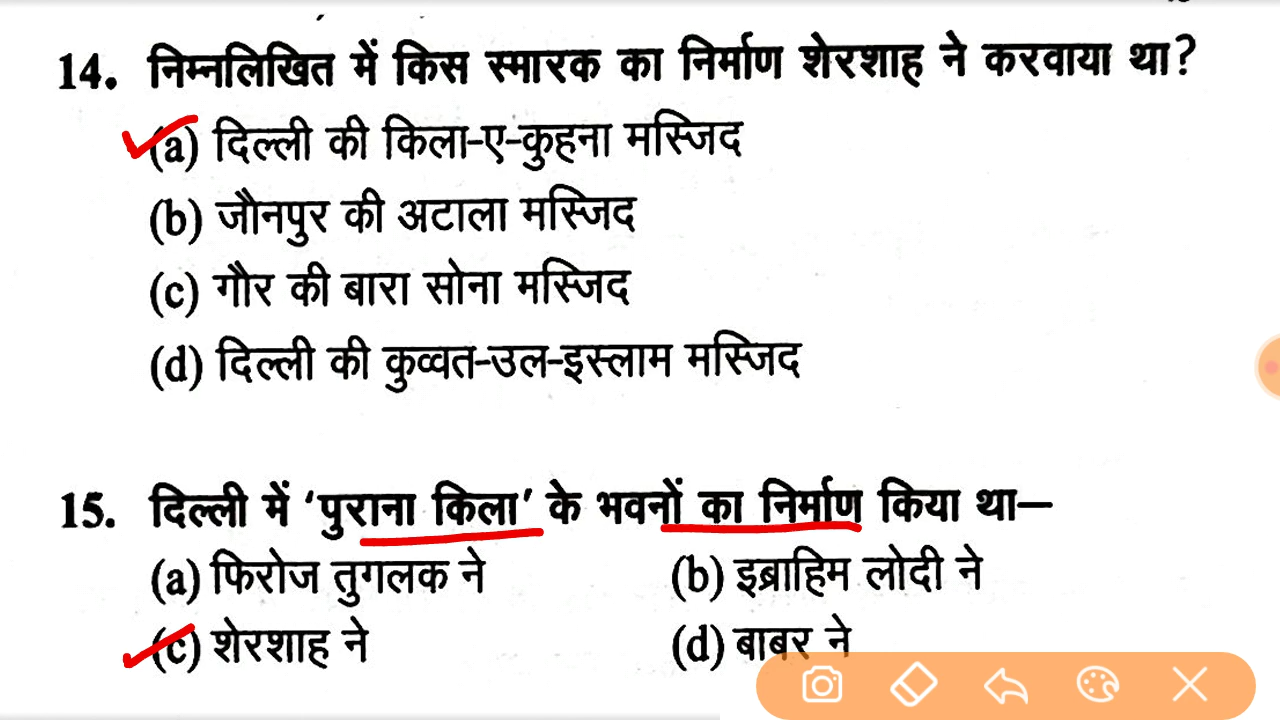 14. निम्नलिखित में किस स्मारक का निर्माण शेरशाह ने करवाया था?
(a) दिल्ली की किला-ए-कुहना मस्जिद
(b) जौनपुर की अटाला मस्जिद
(c) गौर की बारा सोना मस्जिद
(d) दिल्ली की कुव्वत-उल-इस्लाम मस्जिद
15. दिल्ली में ‘पुराना किला’ के भवनों का निर्माण किया था—
(a) फिरोज तुगलक ने (b) इब्राहिम लोदी ने
(c) शेरशाह ने (d) बाबर ने